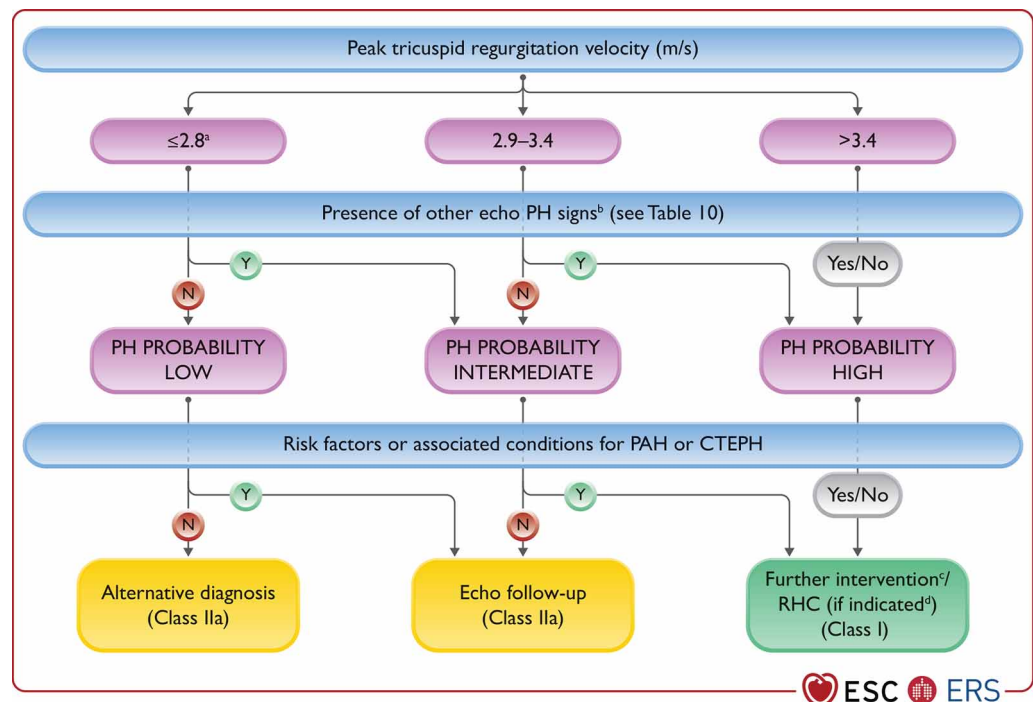 Peak tricuspid regurgitation velocity (m/s)
≤2.8ᵃ
2.9–3.4
>3.4
Presence of other echo PH signsᵇ (see Table 10)
Y
Y
Yes/No
N
N
PH PROBABILITY
LOW
PH PROBABILITY
INTERMEDIATE
PH PROBABILITY
HIGH
Risk factors or associated conditions for PAH or CTEPH
Y
Y
Yes/No
N
N
Alternative diagnosis
(Class IIa)
Echo follow-up
(Class IIa)
Further interventionᶜ/
RHC (if indicatedᵈ)
(Class I)
ESC ERS